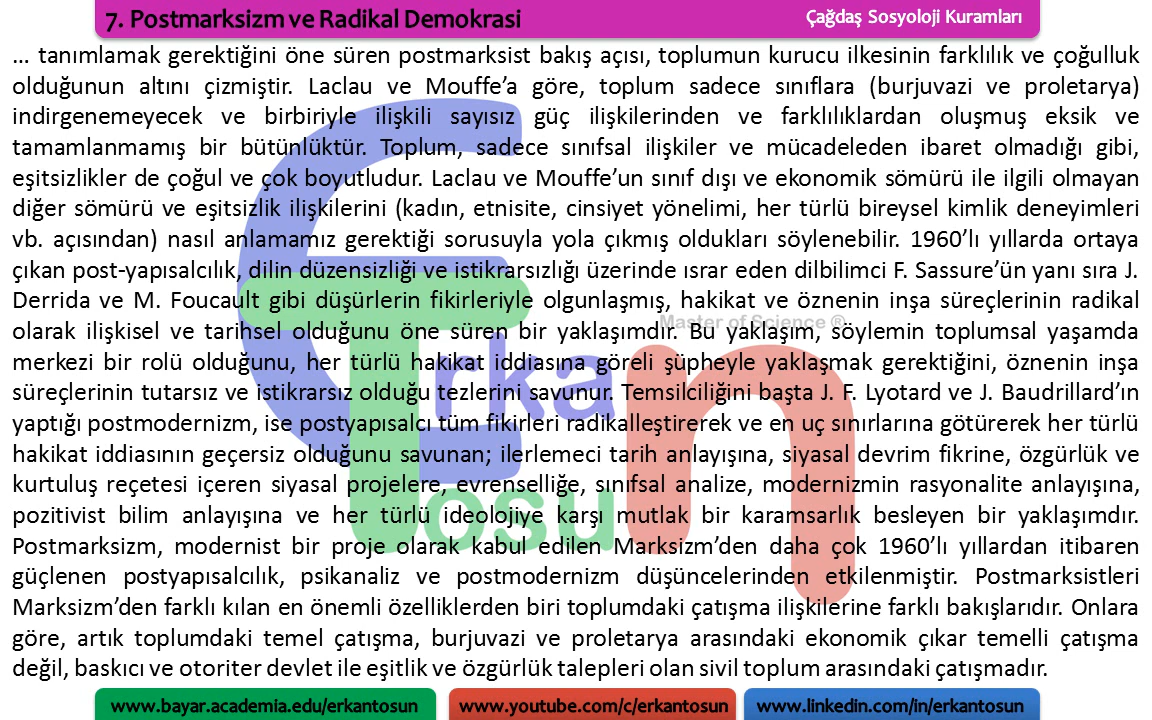 7. Postmarksizm ve Radikal Demokrasi
Çağdaş Sosyoloji Kuramları
... tanımlamak gerektiğini öne süren postmarksist bakış açısı, toplumun kurucu ilkesinin farklılık ve çoğulluk
olduğunun altını çizmiştir. Laclau ve Mouffe’a göre, toplum sadece sınıflara (burjuvazi ve proletarya)
indirgenemeyecek ve birbiriyle ilişkili sayısız güç ilişkilerinden ve farklılıklardan oluşmuş eksik ve
tamamlanmamış bir bütünlüktür. Toplum, sadece sınıfsal ilişkiler ve mücadeleden ibaret olmadığı gibi,
eşitsizlikler de çoğul ve çok boyutludur. Laclau ve Mouffe’un sınıf dışı ve ekonomik sömürü ile ilgili olmayan
diğer sömürü ve eşitsizlik ilişkilerini (kadın, etnisite, cinsiyet yönelimi, her türlü bireysel kimlik deneyimleri
vb. açısından) nasıl anlamamız gerektiği sorusuyla yola çıkmış oldukları söylenebilir. 1960’lı yıllarda ortaya
çıkan post-yapısalcılık, dilin düzensizliği ve istikrarsızlığı üzerinde ısrar eden dilbilimci F. Sassure’ün yanı sıra J.
Derrida ve M. Foucault gibi düşürlerin fikirleriyle olgunlaşmış, hakikat ve öznenin inşa süreçlerinin radikal
olarak ilişkisel ve tarihsel olduğunu öne süren bir yaklaşımdır. Bu yaklaşım, söylemin toplumsal yaşamda
merkezi bir rolü olduğunu, her türlü hakikat iddiasına göreli şüpheyle yaklaşmak gerektiğini, öznenin inşa
süreçlerinin tutarsız ve istikrarsız olduğu tezlerini savunur. Temsilciliğini başta J. F. Lyotard ve J. Baudrillard’ın
yaptığı postmodernizm, ise postyapısalcı tüm fikirleri radikalleştirerek ve en uç sınırlarına götürerek her türlü
hakikat iddiasının geçersiz olduğunu savunan; ilerlemeci tarih anlayışına, siyasal devrim fikrine, özgürlük ve
kurtuluş reçetesi içeren siyasal projelere, evrenselliğe, sınıfsal analize, modernizmin rasyonalite anlayışına,
pozitivist bilim anlayışına ve her türlü ideolojiye karşı mutlak bir karamsarlık besleyen bir yaklaşımdır.
Postmarksizm, modernist bir proje olarak kabul edilen Marksizm’den daha çok 1960’lı yıllardan itibaren
güçlenen postyapısalcılık, psikanaliz ve postmodernizm düşüncelerinden etkilenmiştir. Postmarksistleri
Marksizm’den farklı kılan en önemli özelliklerden biri toplumdaki çatışma ilişkilerine farklı bakışlarıdır. Onlara
göre, artık toplumdaki temel çatışma, burjuvazi ve proletarya arasındaki ekonomik çıkar temelli çatışma
değil, baskıcı ve otoriter devlet ile eşitlik ve özgürlük talepleri olan sivil toplum arasındaki çatışmadır.
Master of Science ®
Erkan
Tosun
www.bayar.academia.edu/erkantosun
www.youtube.com/c/erkantosun
www.linkedin.com/in/erkantosun